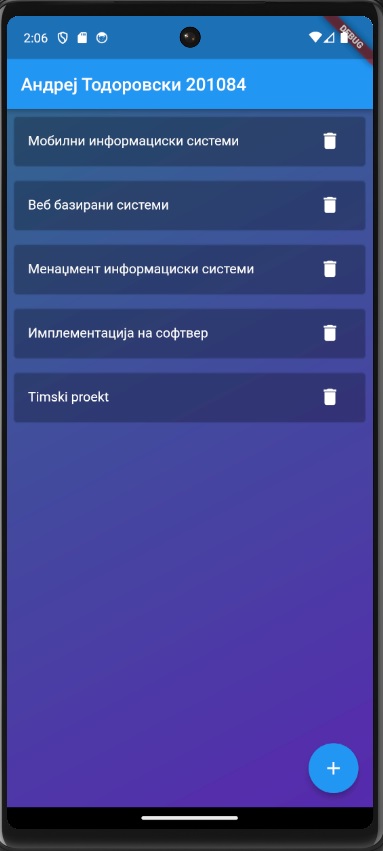 2:06
DEBUG
Андреј Тодоровски 201084
Мобилни информациски системи
Веб базирани системи
Менаџмент информациски системи
Имплементација на софтвер
Timski proekt